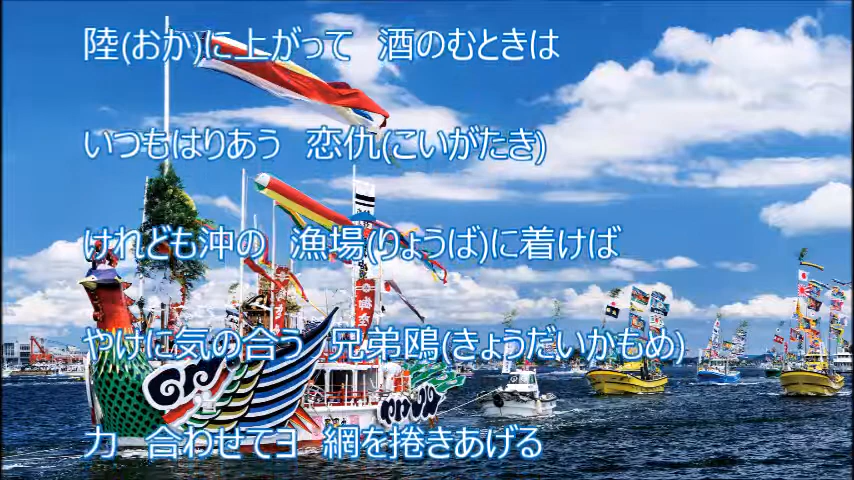 陸(おか)に上がって　酒のむときは
いつもはりあう　恋仇(こいがたき)
けれども沖の　漁場(りょうば)に着けば
やけに気の合う　兄弟鴎(きょうだいかもめ)
力　合わせてヨ　網を捲きあげる